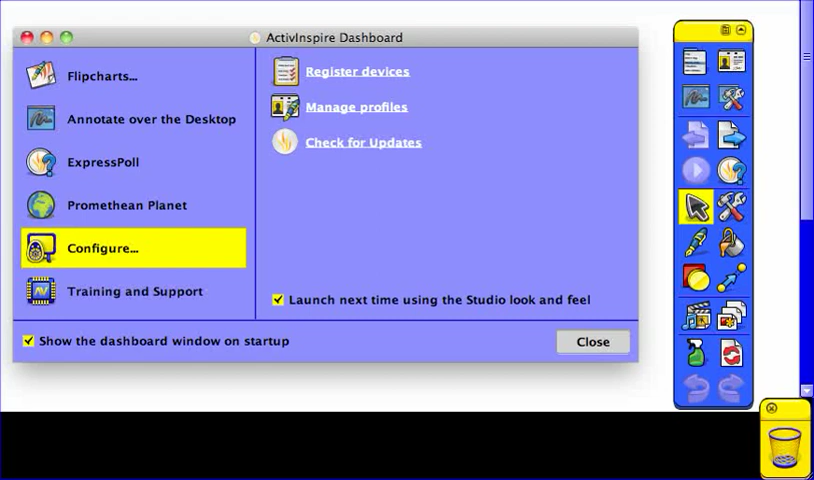 ActivInspire Dashboard
Flipcharts...
Annotate over the Desktop
ExpressPoll
Promethean Planet
Configure...
Training and Support
Register devices
Manage profiles
Check for Updates
Launch next time using the Studio look and feel
Show the dashboard window on startup
Close